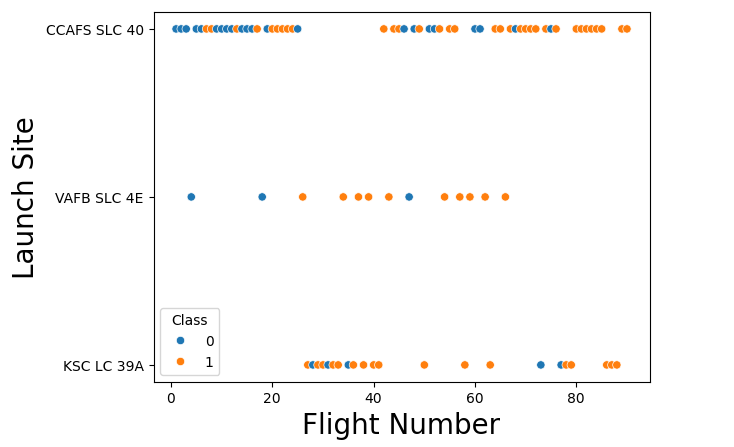 CCAFS SLC 40
VAFB SLC 4E
KSC LC 39A
Launch Site
Class
0
1
0 20 40 60 80
Flight Number